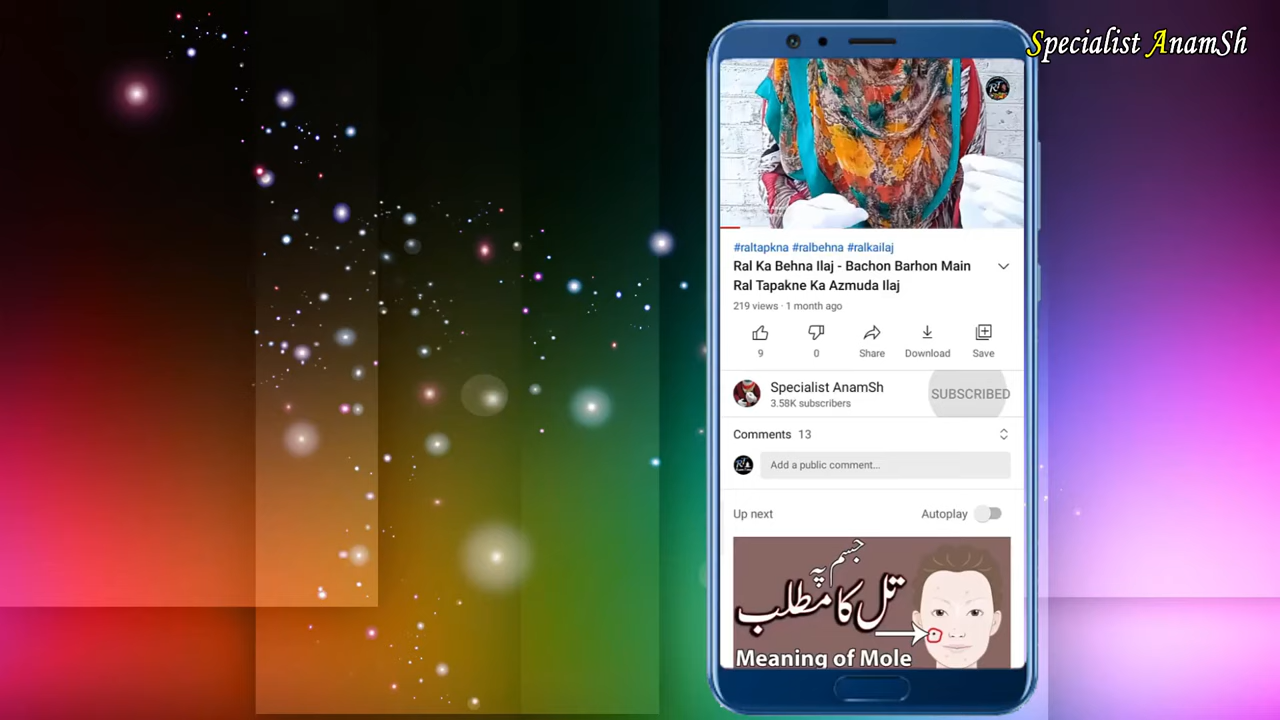 Specialist AnamSh
#raltapkna #ralbehna #ralkailaj
Ral Ka Behna Ilaj - Bachon Barhon Main
Ral Tapakne Ka Azmuda Ilaj
219 views · 1 month ago
9
0
Share
Download
Save
Specialist AnamSh
SUBSCRIBED
3.58K subscribers
Comments 13
Add a public comment...
Up next
Autoplay
جسم پہ
تل کا مطلب
Meaning of Mole